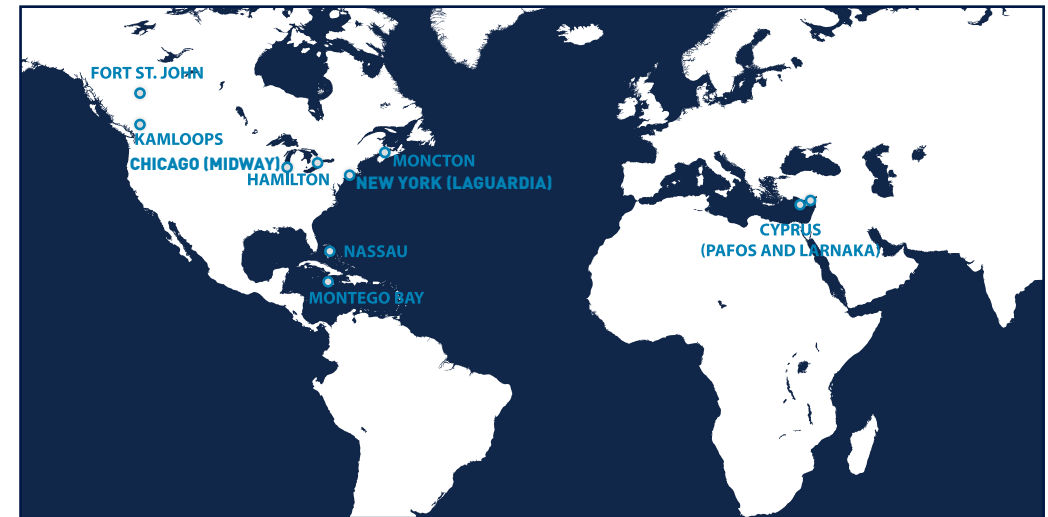 FORT ST. JOHN
KAMLOOPS
CHICAGO (MIDWAY)
HAMILTON
MONCTON
NEW YORK (LAGUARDIA)
NASSAU
MONTEGO BAY
CYPRUS
(PAFOS AND LARNAKA)